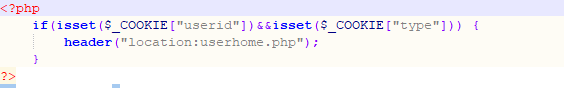 <?php
if(isset($_COOKIE["userid"])&&isset($_COOKIE["type"])) {
header("location:userhome.php");
}
?>